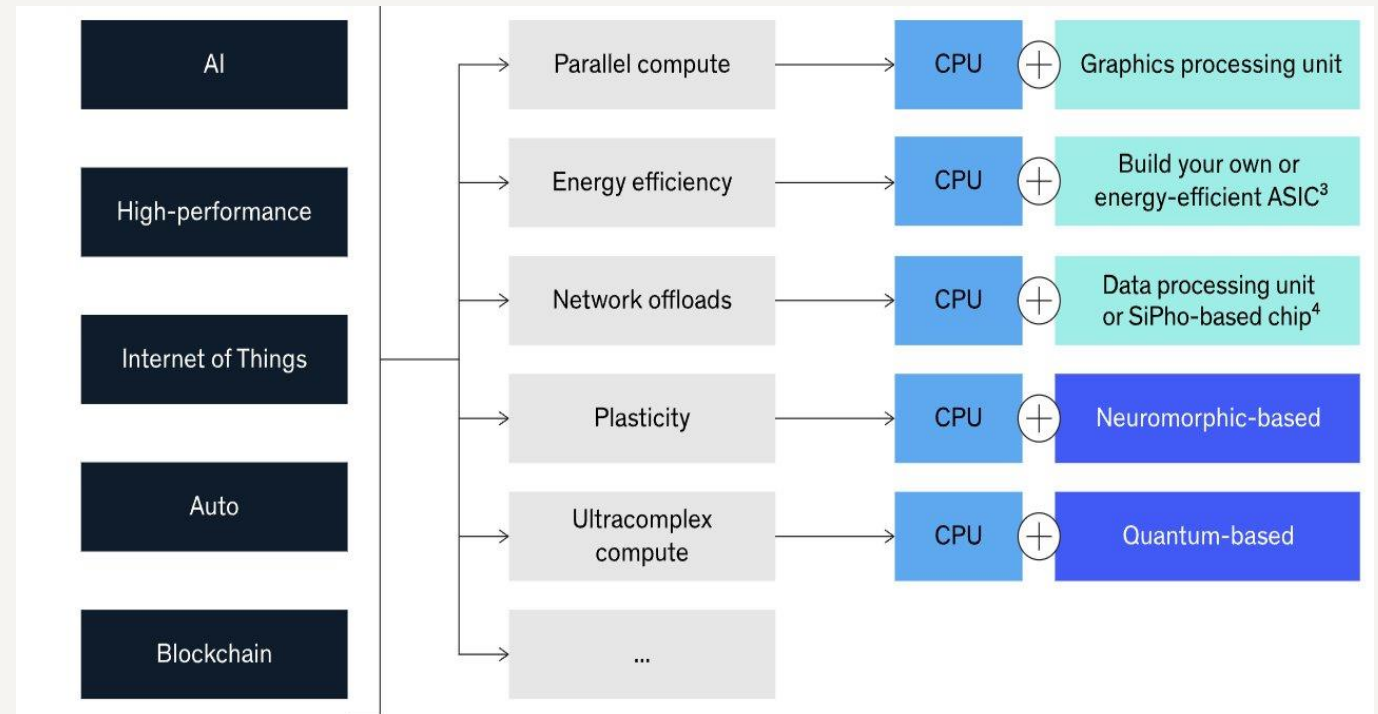 AI
High-performance
Internet of Things
Auto
Blockchain
Parallel compute
CPU
+
Graphics processing unit
Energy efficiency
CPU
+
Build your own or
energy-efficient ASIC³
Network offloads
CPU
+
Data processing unit
or SiPho-based chip⁴
Plasticity
CPU
+
Neuromorphic-based
Ultracomplex
compute
CPU
+
Quantum-based
...